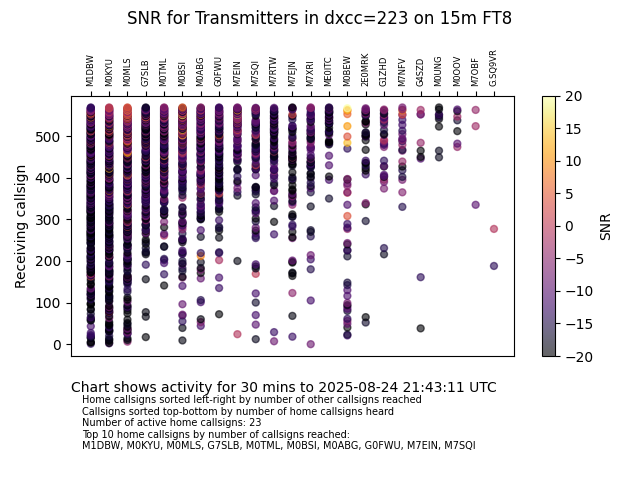 SNR for Transmitters in dxcc=223 on 15m FT8
M1DBW M0KYU M0MLS G7SLB M0TML M0BSI M0ABG G0FWU M7EIN M7SQI M7RTW M7EJN M7XRI ME0ITC M0BEW 2E0MRK G1ZHD M7NFV G4SZD M0UNG M0OOV M7OBF G.SQ9VR
Receiving callsign
500
400
300
200
100
0
20
15
10
5
0
−5
−10
−15
−20
SNR
Chart shows activity for 30 mins to 2025-08-24 21:43:11 UTC
Home callsigns sorted left-right by number of other callsigns reached
Callsigns sorted top-bottom by number of home callsigns heard
Number of active home callsigns: 23
Top 10 home callsigns by number of callsigns reached:
M1DBW, M0KYU, M0MLS, G7SLB, M0TML, M0BSI, M0ABG, G0FWU, M7EIN, M7SQI